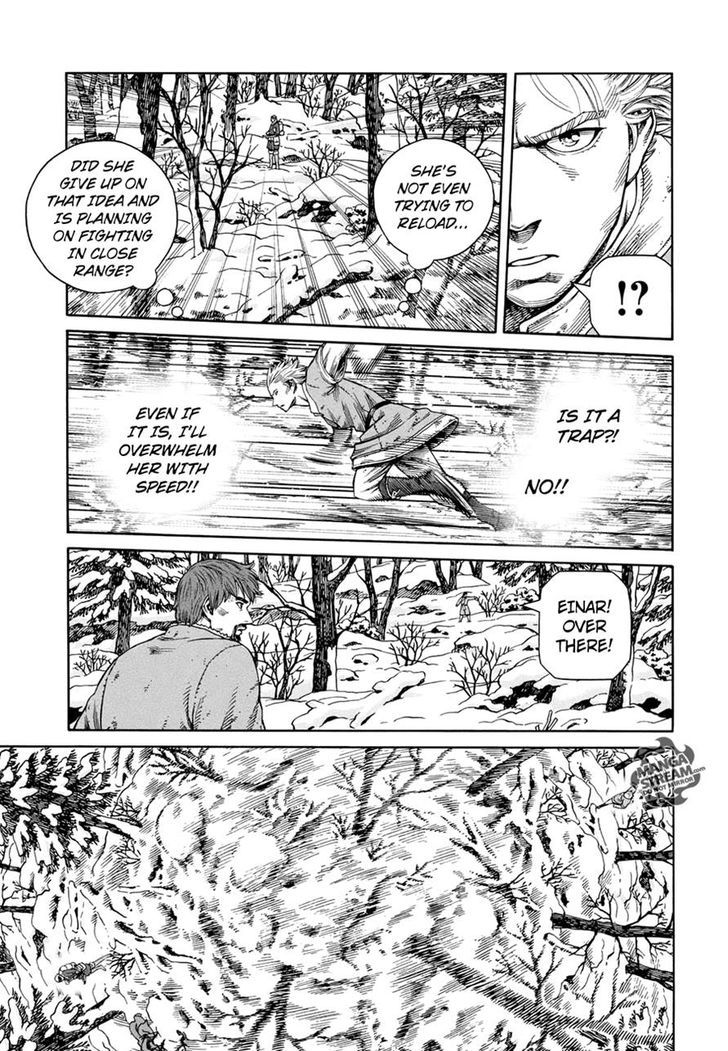 !?
SHE'S
NOT EVEN
TRYING TO
RELOAD...
DID SHE
GIVE UP ON
THAT IDEA AND
IS PLANNING
ON FIGHTING
IN CLOSE
RANGE?
IS IT A
TRAP?!
NO!!
EVEN IF
IT IS, I'LL
OVERWHELM
HER WITH
SPEED!!
EINAR!
OVER
THERE!
MANGA
STREAM.com